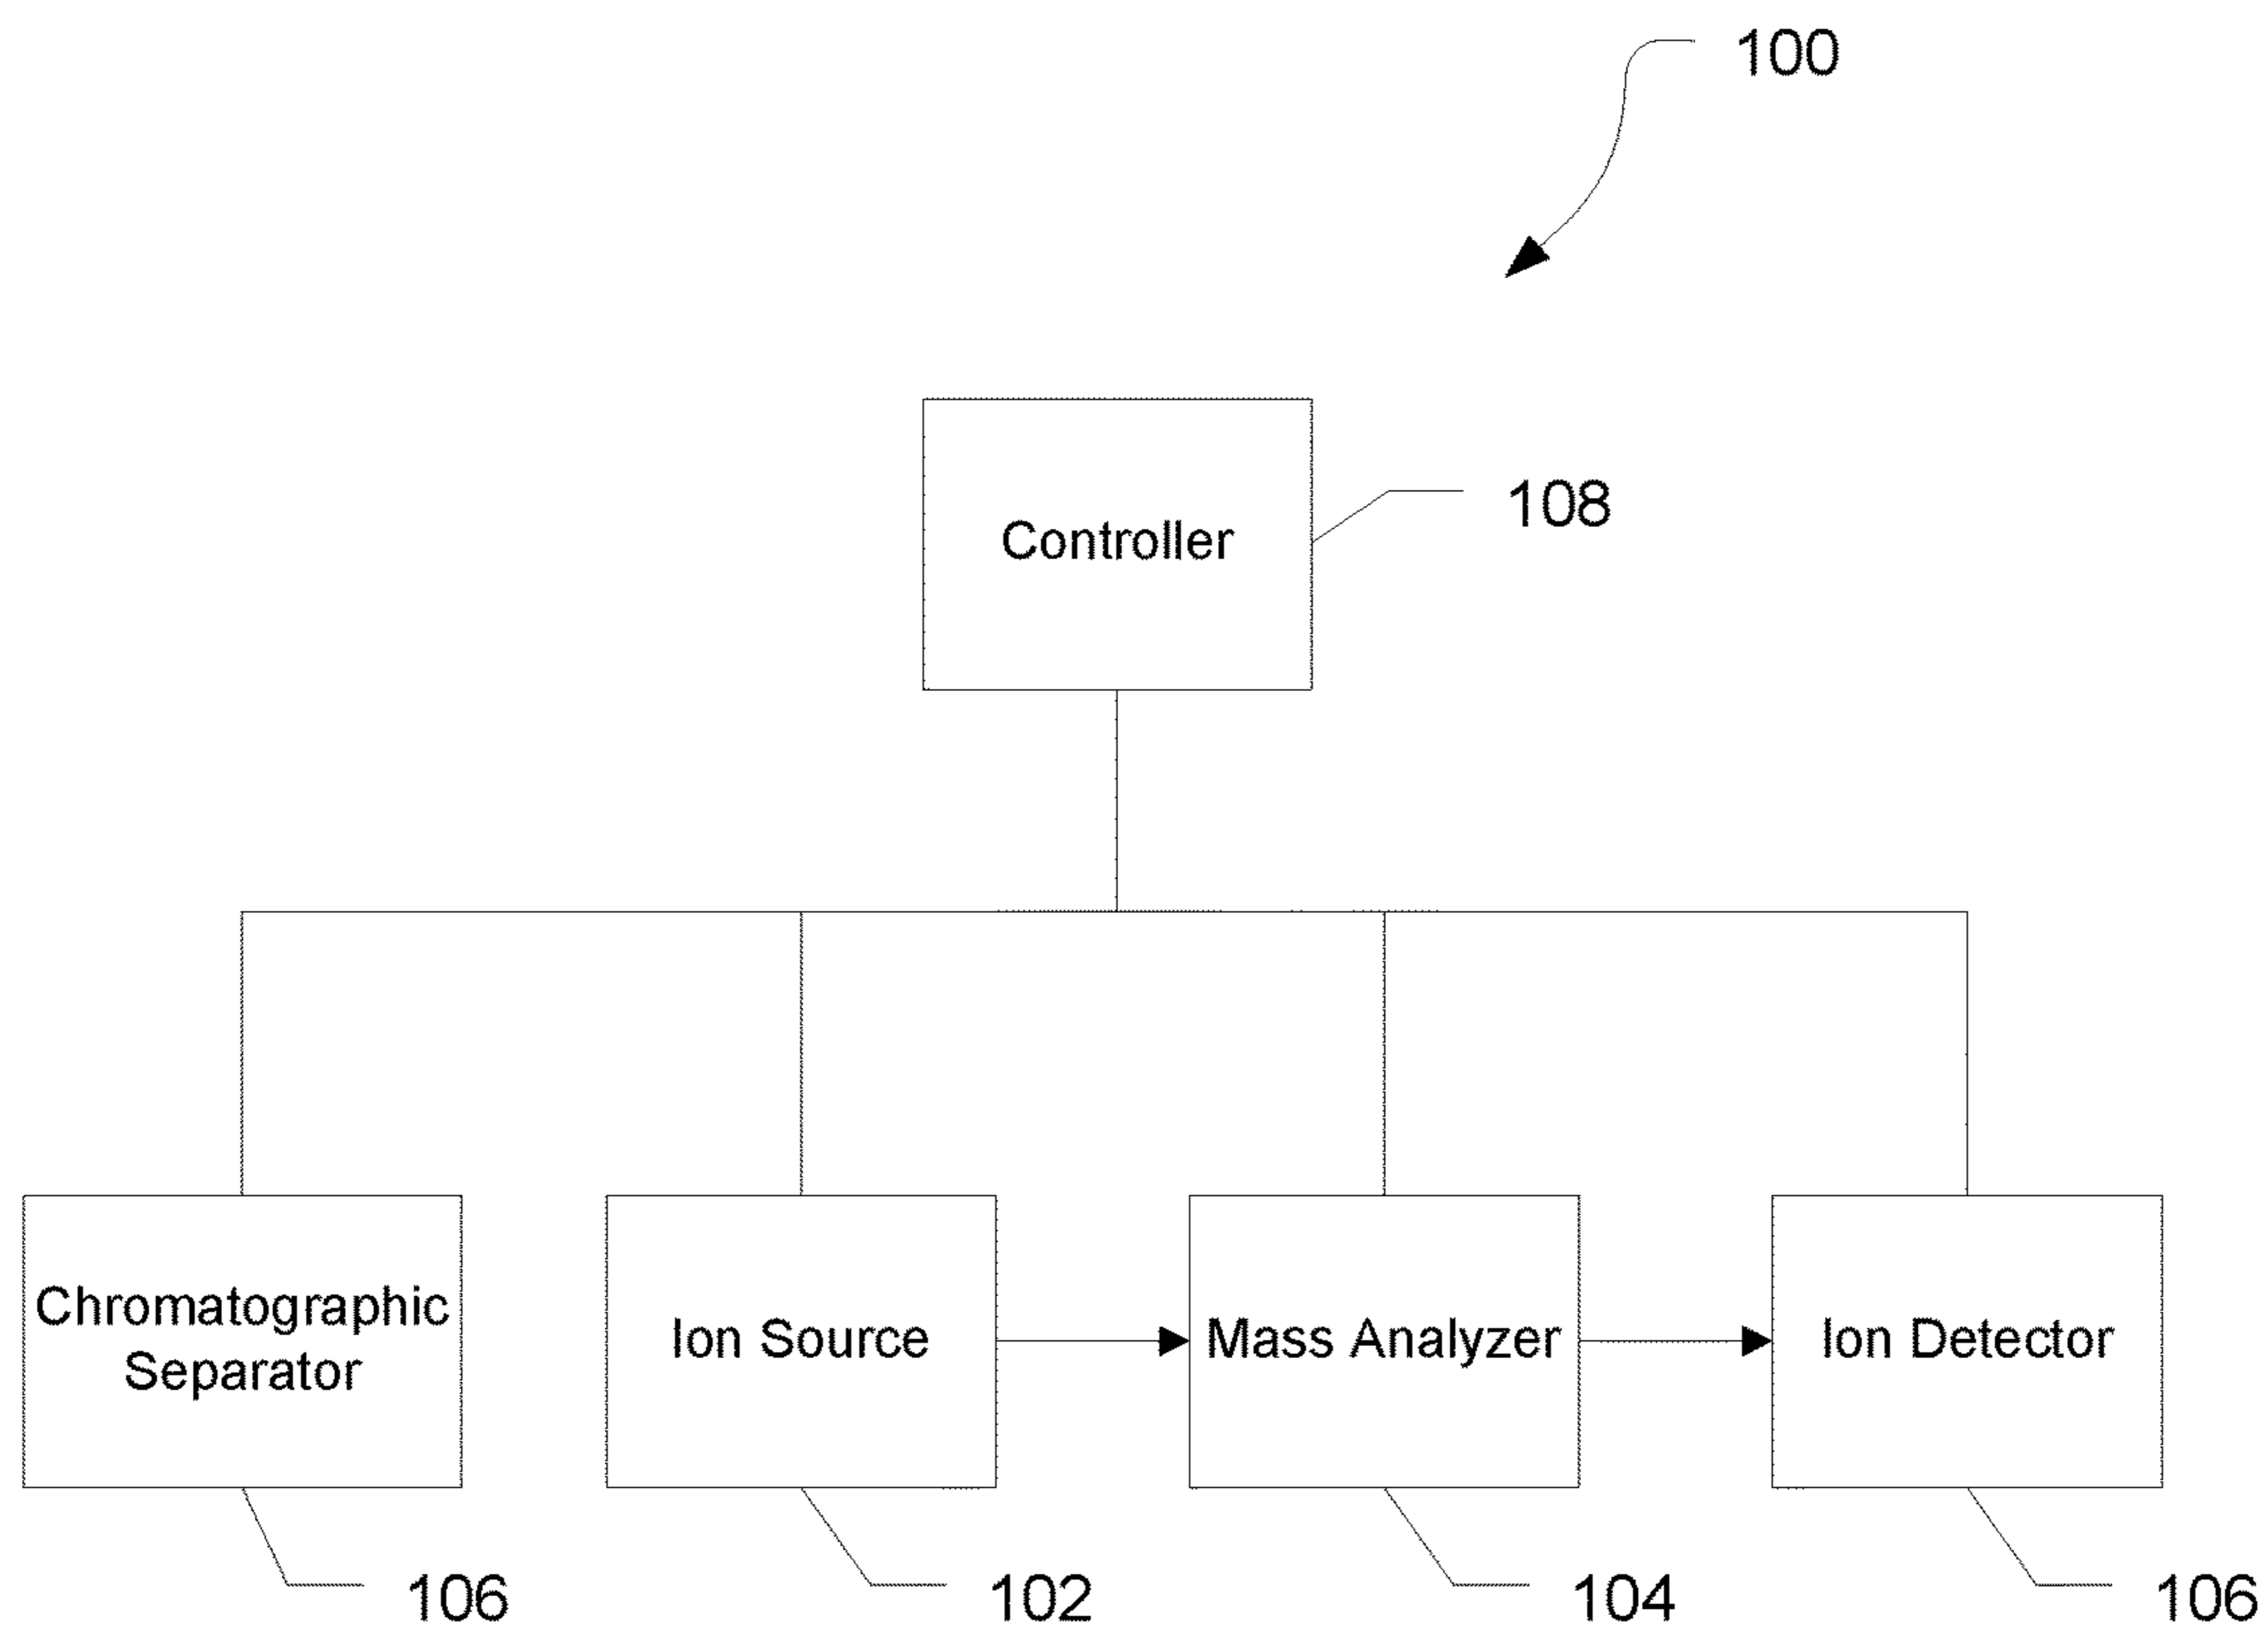 100
Controller
108
Chromatographic
Separator
Ion Source
Mass Analyzer
Ion Detector
106
102
104
106